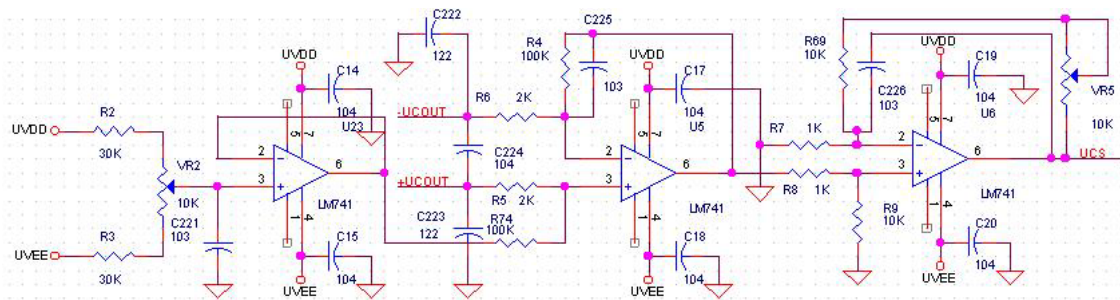 C222
122
UVDD
C14
104
U23
R2
30K
UVDD
VR2
10K
C221
103
R3
30K
UVEE
2
3
5
7
6
1
4
LM741
C15
104
UVEE
-UCOUT
R6
2K
C224
104
+UCOUT
R5
2K
C223
122
R74
100K
R4
100K
C225
103
UVDD
C17
104
U5
2
3
5
7
6
1
4
LM741
C18
104
UVEE
R7
1K
R8
1K
R69
10K
C226
103
R9
10K
UVDD
C19
104
U6
2
3
5
7
6
1
4
LM741
C20
104
UVEE
VR5
10K
UCS